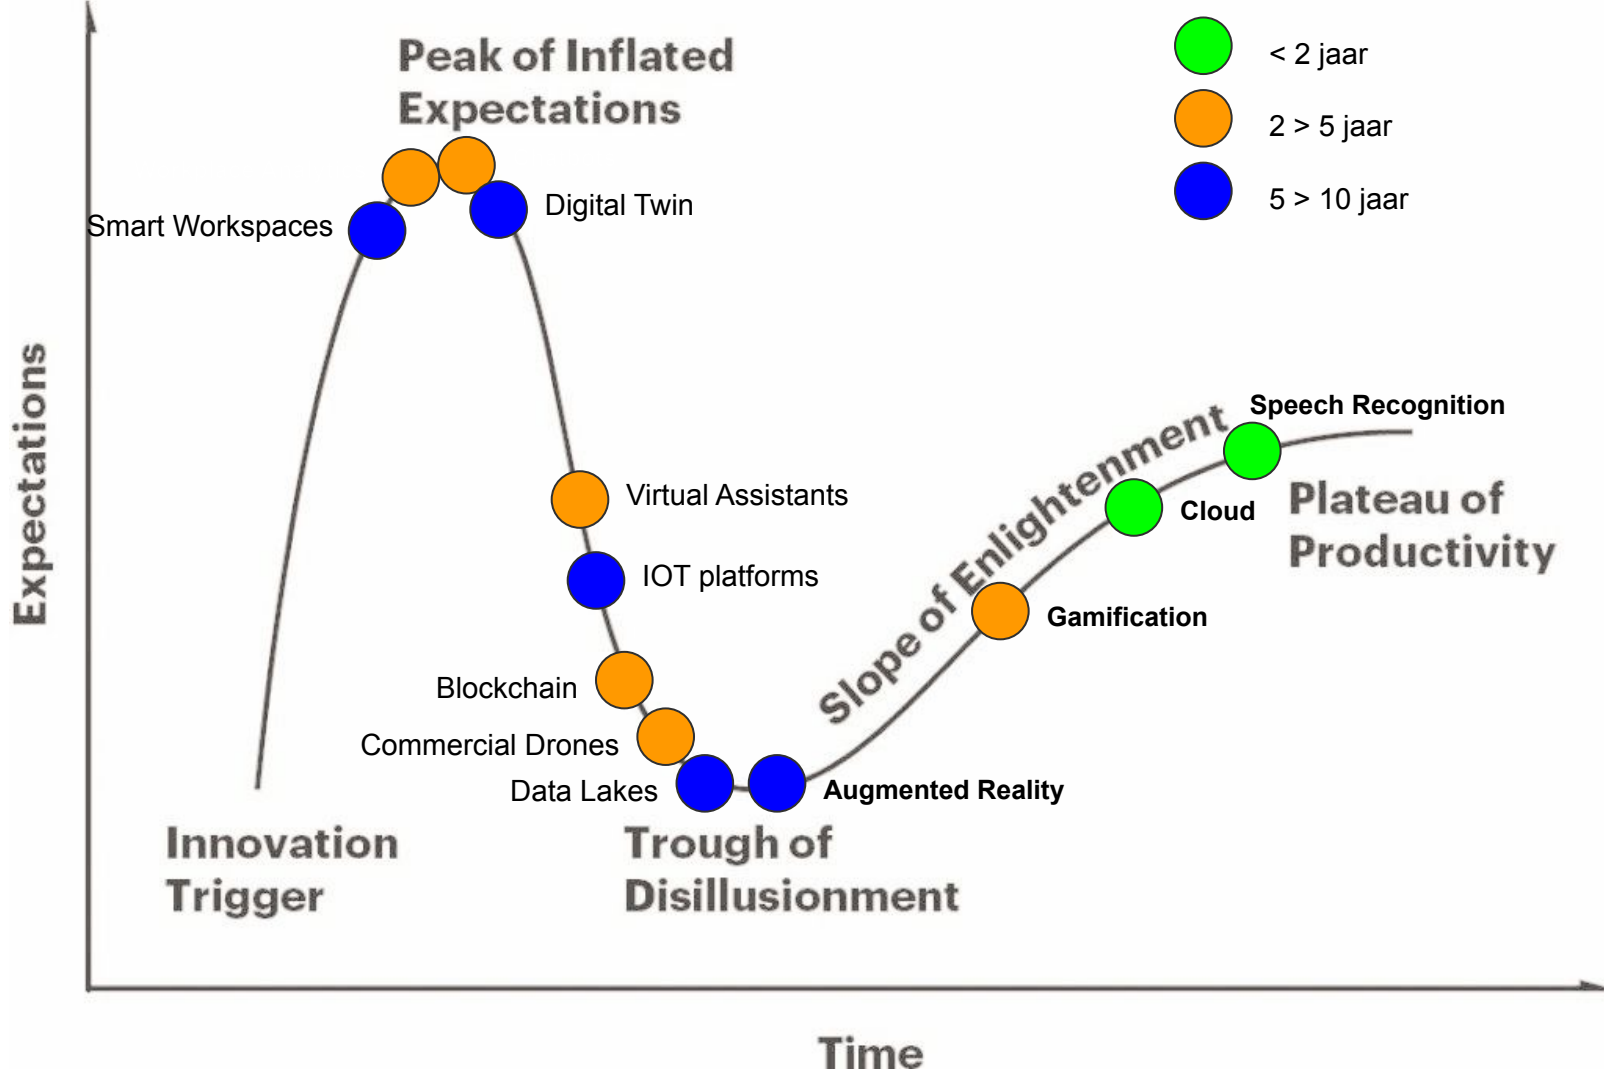 Peak of Inflated
Expectations
< 2 jaar
2 > 5 jaar
5 > 10 jaar
Smart Workspaces
Digital Twin
Expectations
Speech Recognition
Slope of Enlightenment
Virtual Assistants
Cloud
Plateau of
Productivity
IOT platforms
Gamification
Blockchain
Commercial Drones
Data Lakes
Augmented Reality
Innovation
Trigger
Trough of
Disillusionment
Time